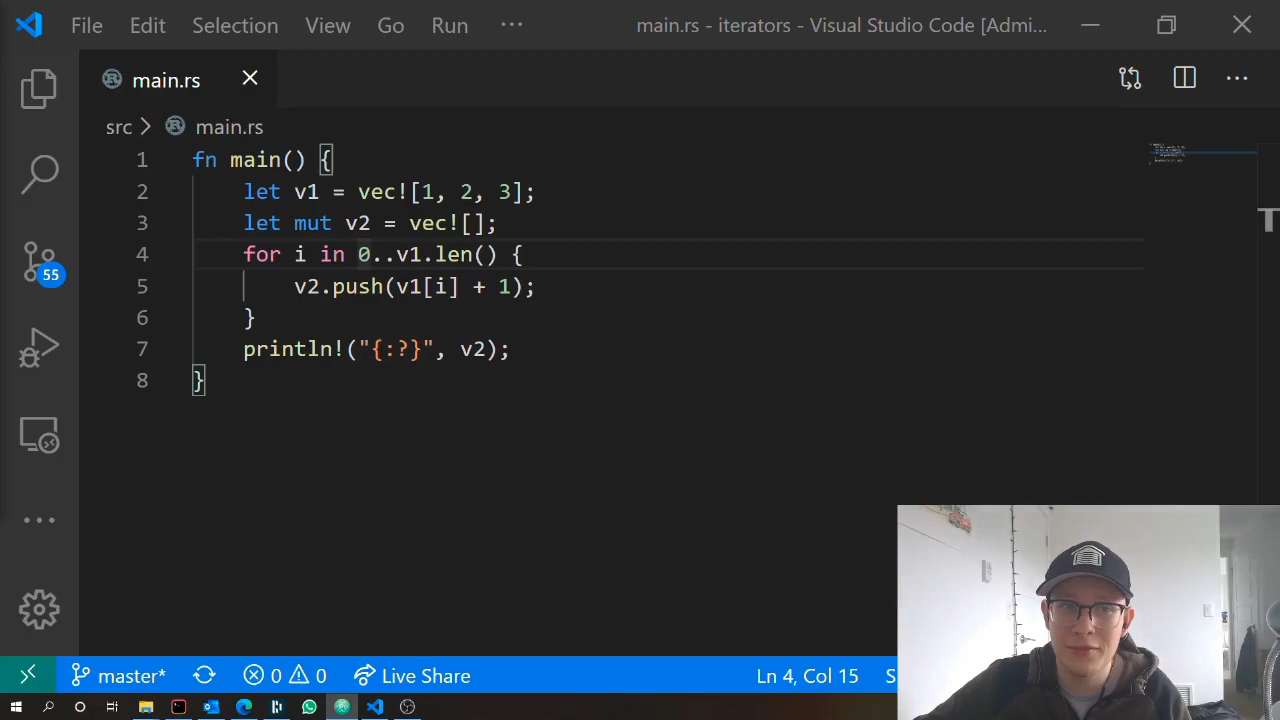 File Edit Selection View Go Run ··· main.rs - iterators - Visual Studio Code [Admi...
main.rs
src > main.rs
1 fn main() {
2 let v1 = vec![1, 2, 3];
3 let mut v2 = vec![];
4 for i in 0..v1.len() {
5 v2.push(v1[i] + 1);
6 }
7 println!("{:?}", v2);
8 }
55
master* 0 0 Live Share Ln 4, Col 15 S